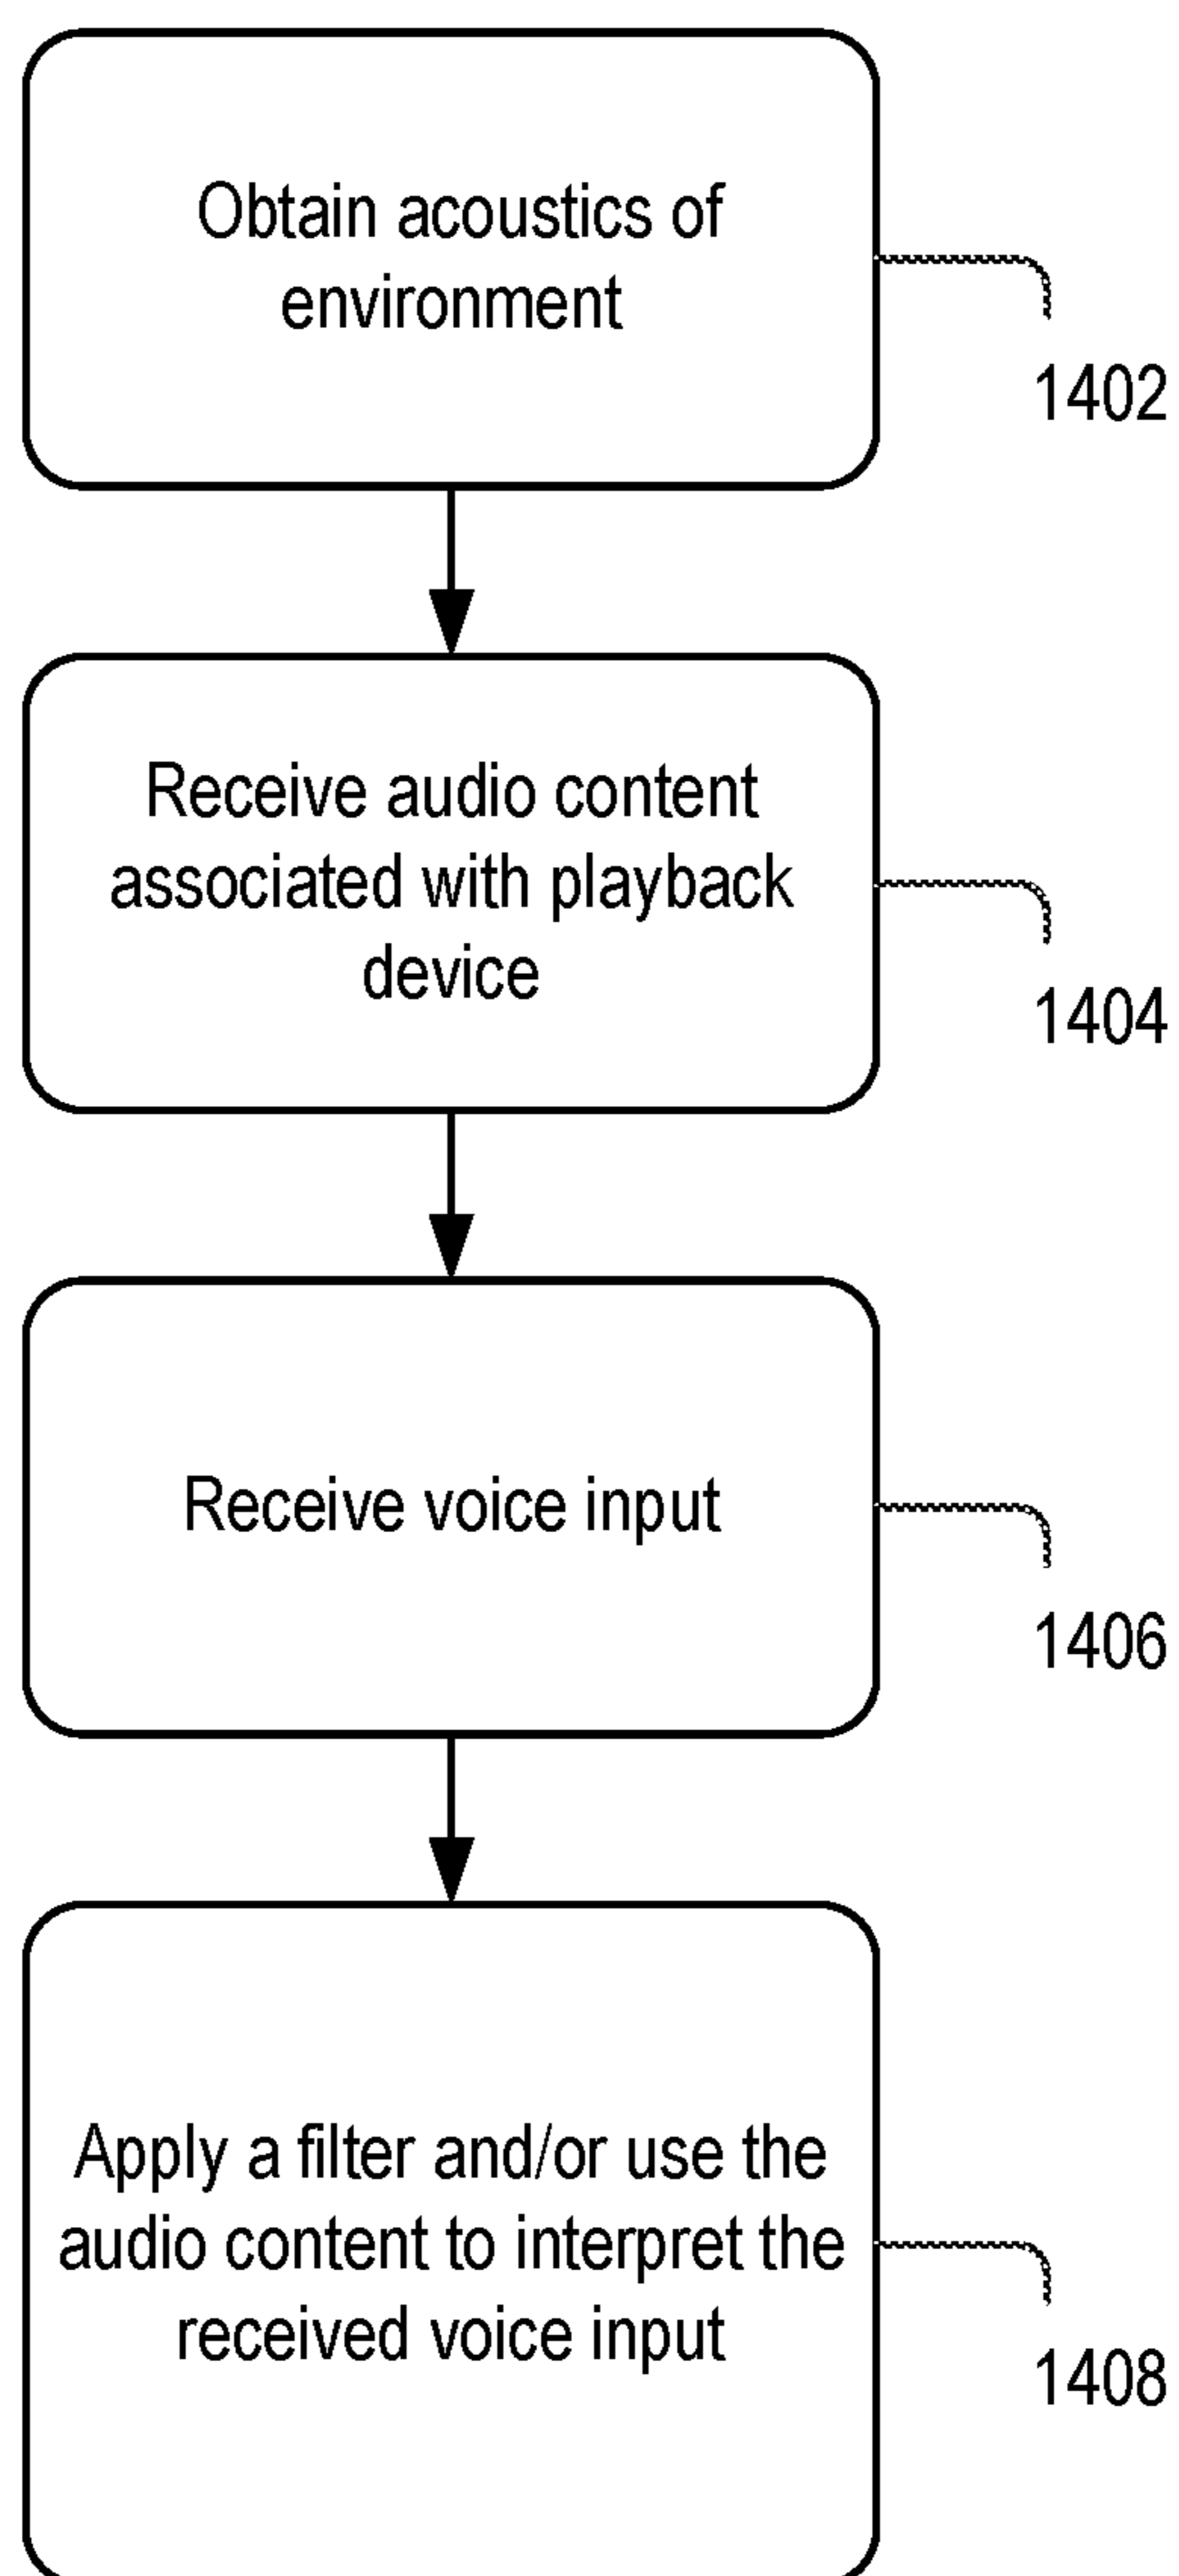 Obtain acoustics of
environment
1402
Receive audio content
associated with playback
device
1404
Receive voice input
1406
Apply a filter and/or use the
audio content to interpret the
received voice input
1408